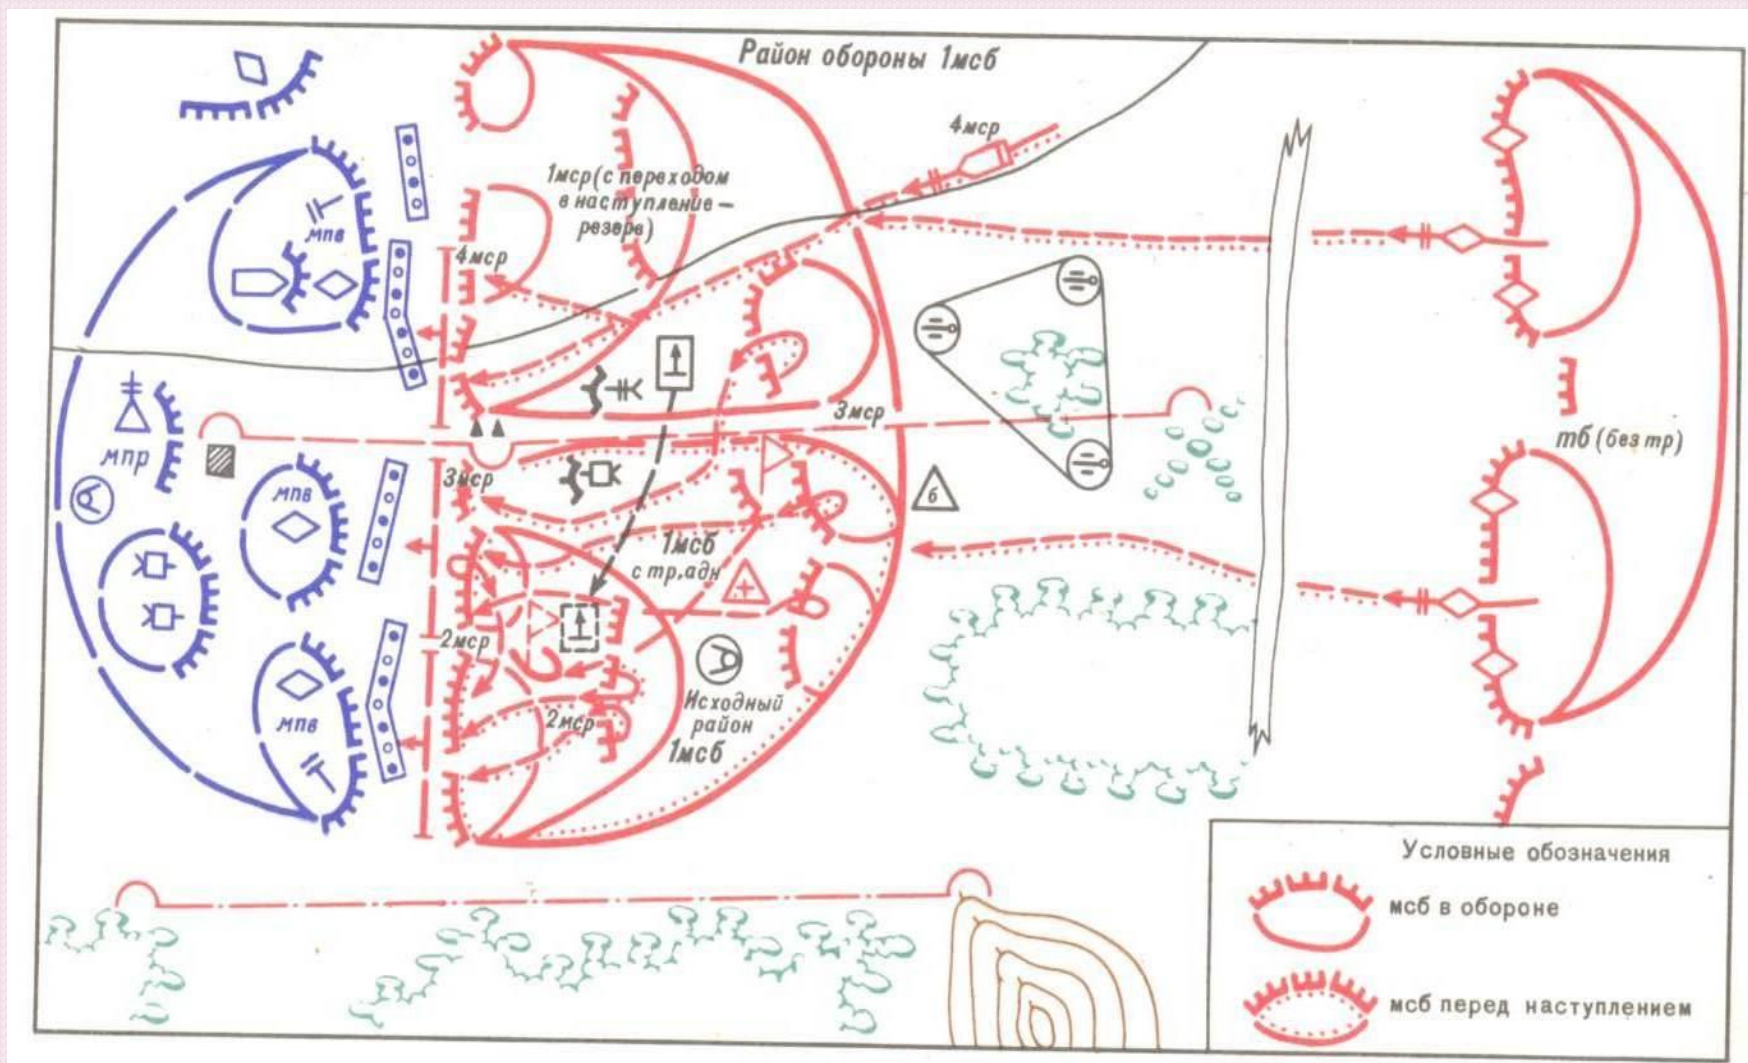 Район обороны 1мсб
4мср
1мср(с переходом
в наступление —
резерв)
мпв
4мср
3мср
мпр
мпв
3мср
1мсб
с тр, адн
б
тб (без тр)
2мср
2мср
мпв
Исходный
район
1мсб
Условные обозначения
мсб в обороне
мсб перед наступлением